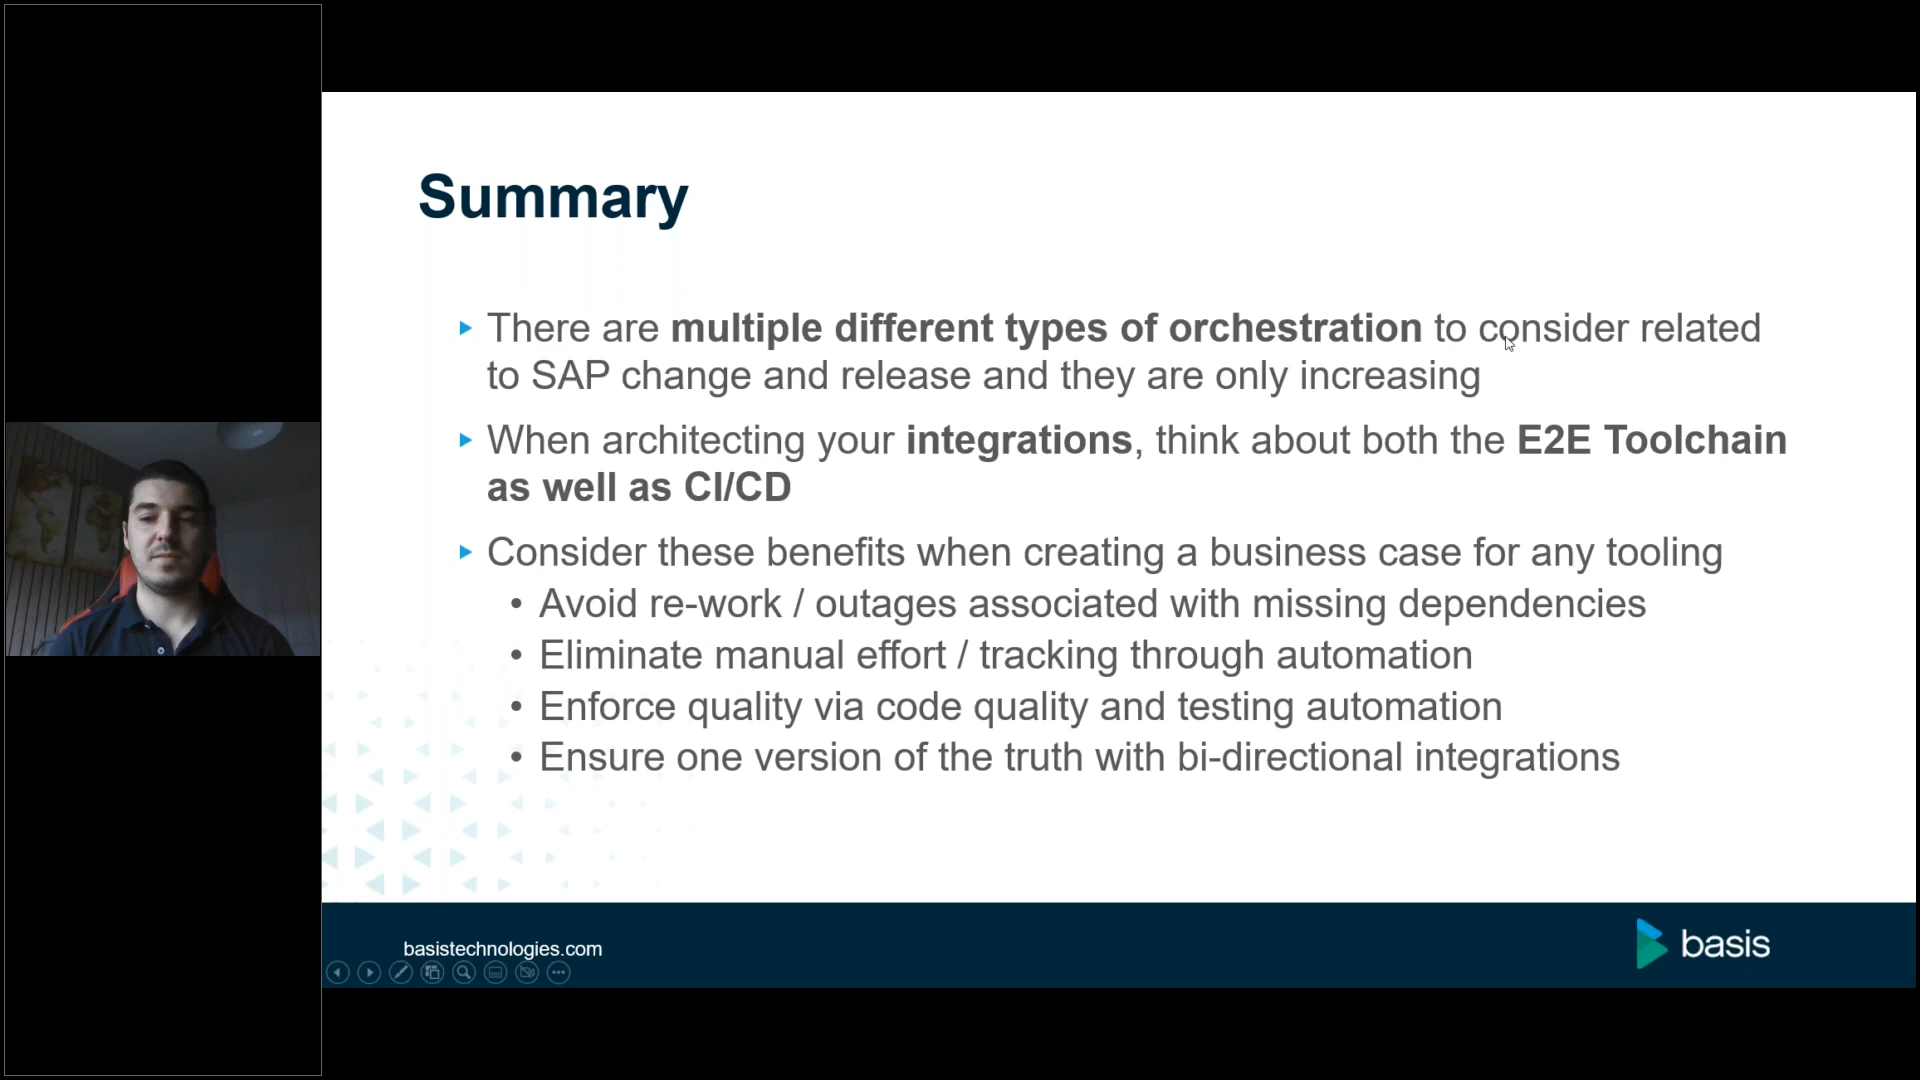 Summary
There are multiple different types of orchestration to consider related
to SAP change and release and they are only increasing
When architecting your integrations, think about both the E2E Toolchain
as well as CI/CD
Consider these benefits when creating a business case for any tooling
• Avoid re-work / outages associated with missing dependencies
• Eliminate manual effort / tracking through automation
• Enforce quality via code quality and testing automation
• Ensure one version of the truth with bi-directional integrations
basistechnologies.com
basis